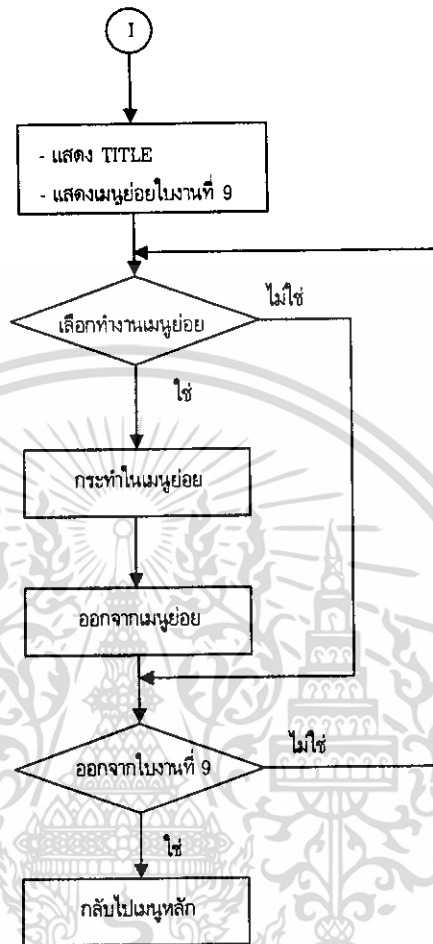 I
- แสดง TITLE
- แสดงเมนูย่อยใบงานที่ 9
ไม่ใช่
เลือกทำงานเมนูย่อย
ใช่
กระทำในเมนูย่อย
ออกจากเมนูย่อย
ไม่ใช่
ออกจากใบงานที่ 9
ใช่
กลับไปเมนูหลัก